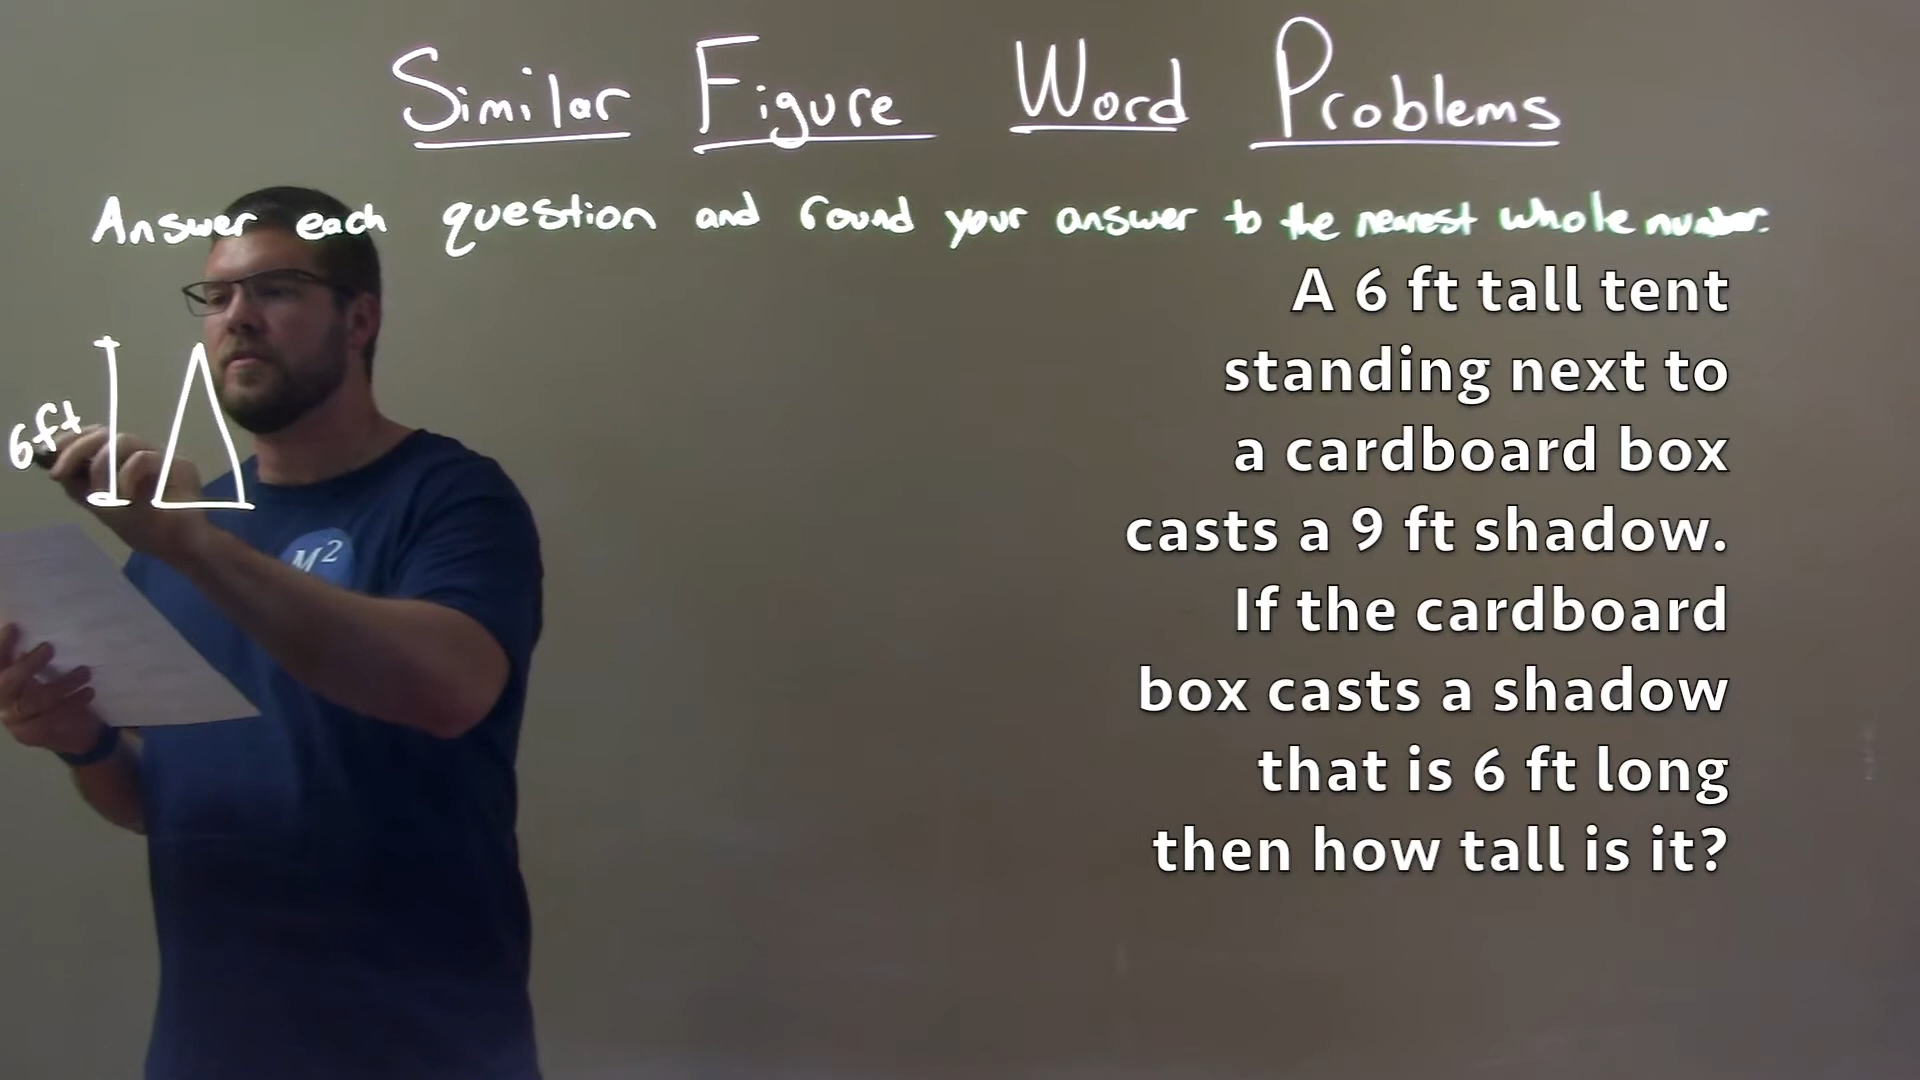 Similar Figure Word Problems
Answer each question and round your answer to the nearest whole number.
A 6 ft tall tent
standing next to
a cardboard box
casts a 9 ft shadow.
If the cardboard
box casts a shadow
that is 6 ft long
then how tall is it?
6ft
M²